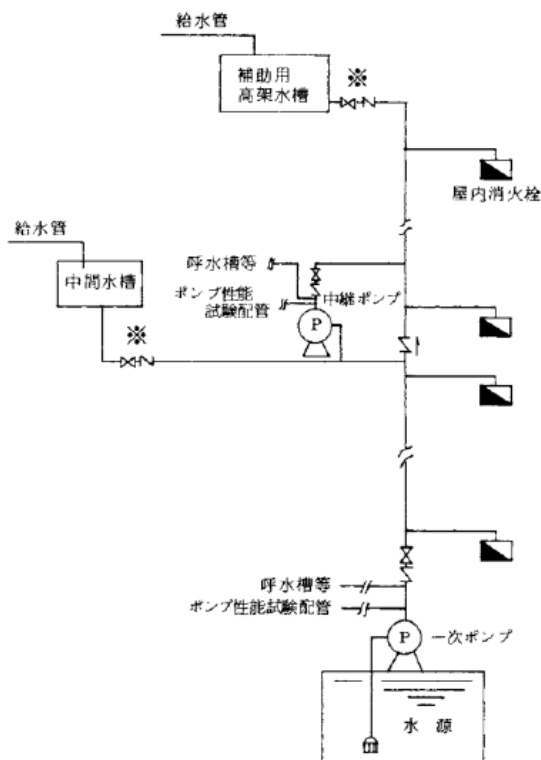 給水管
補助用
高架水槽
※
屋内消火栓
給水管
中間水槽
※
呼水槽等
ポンプ性能
試験配管
中継ポンプ
P
呼水槽等
ポンプ性能試験配管
P
一次ポンプ
水源